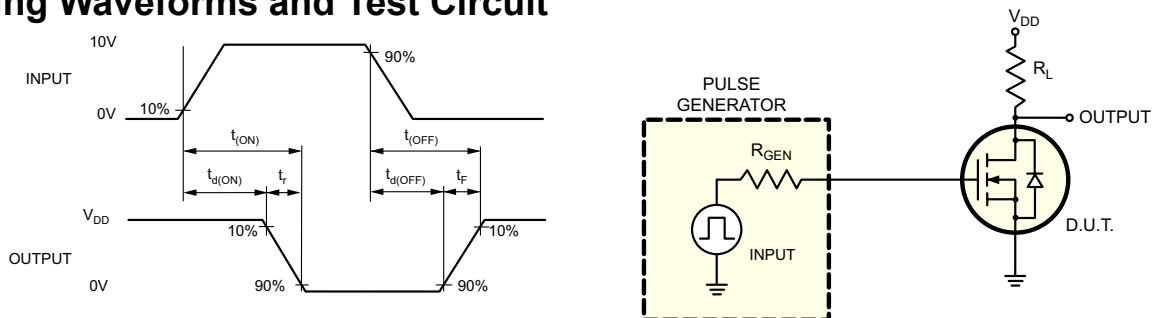 ing Waveforms and Test Circuit
10V
INPUT
0V
10%
90%
t(ON)
t(OFF)
td(ON)
tr
td(OFF)
tF
VDD
OUTPUT
0V
10%
90%
10%
90%
PULSE
GENERATOR
RGEN
INPUT
VDD
RL
OUTPUT
D.U.T.